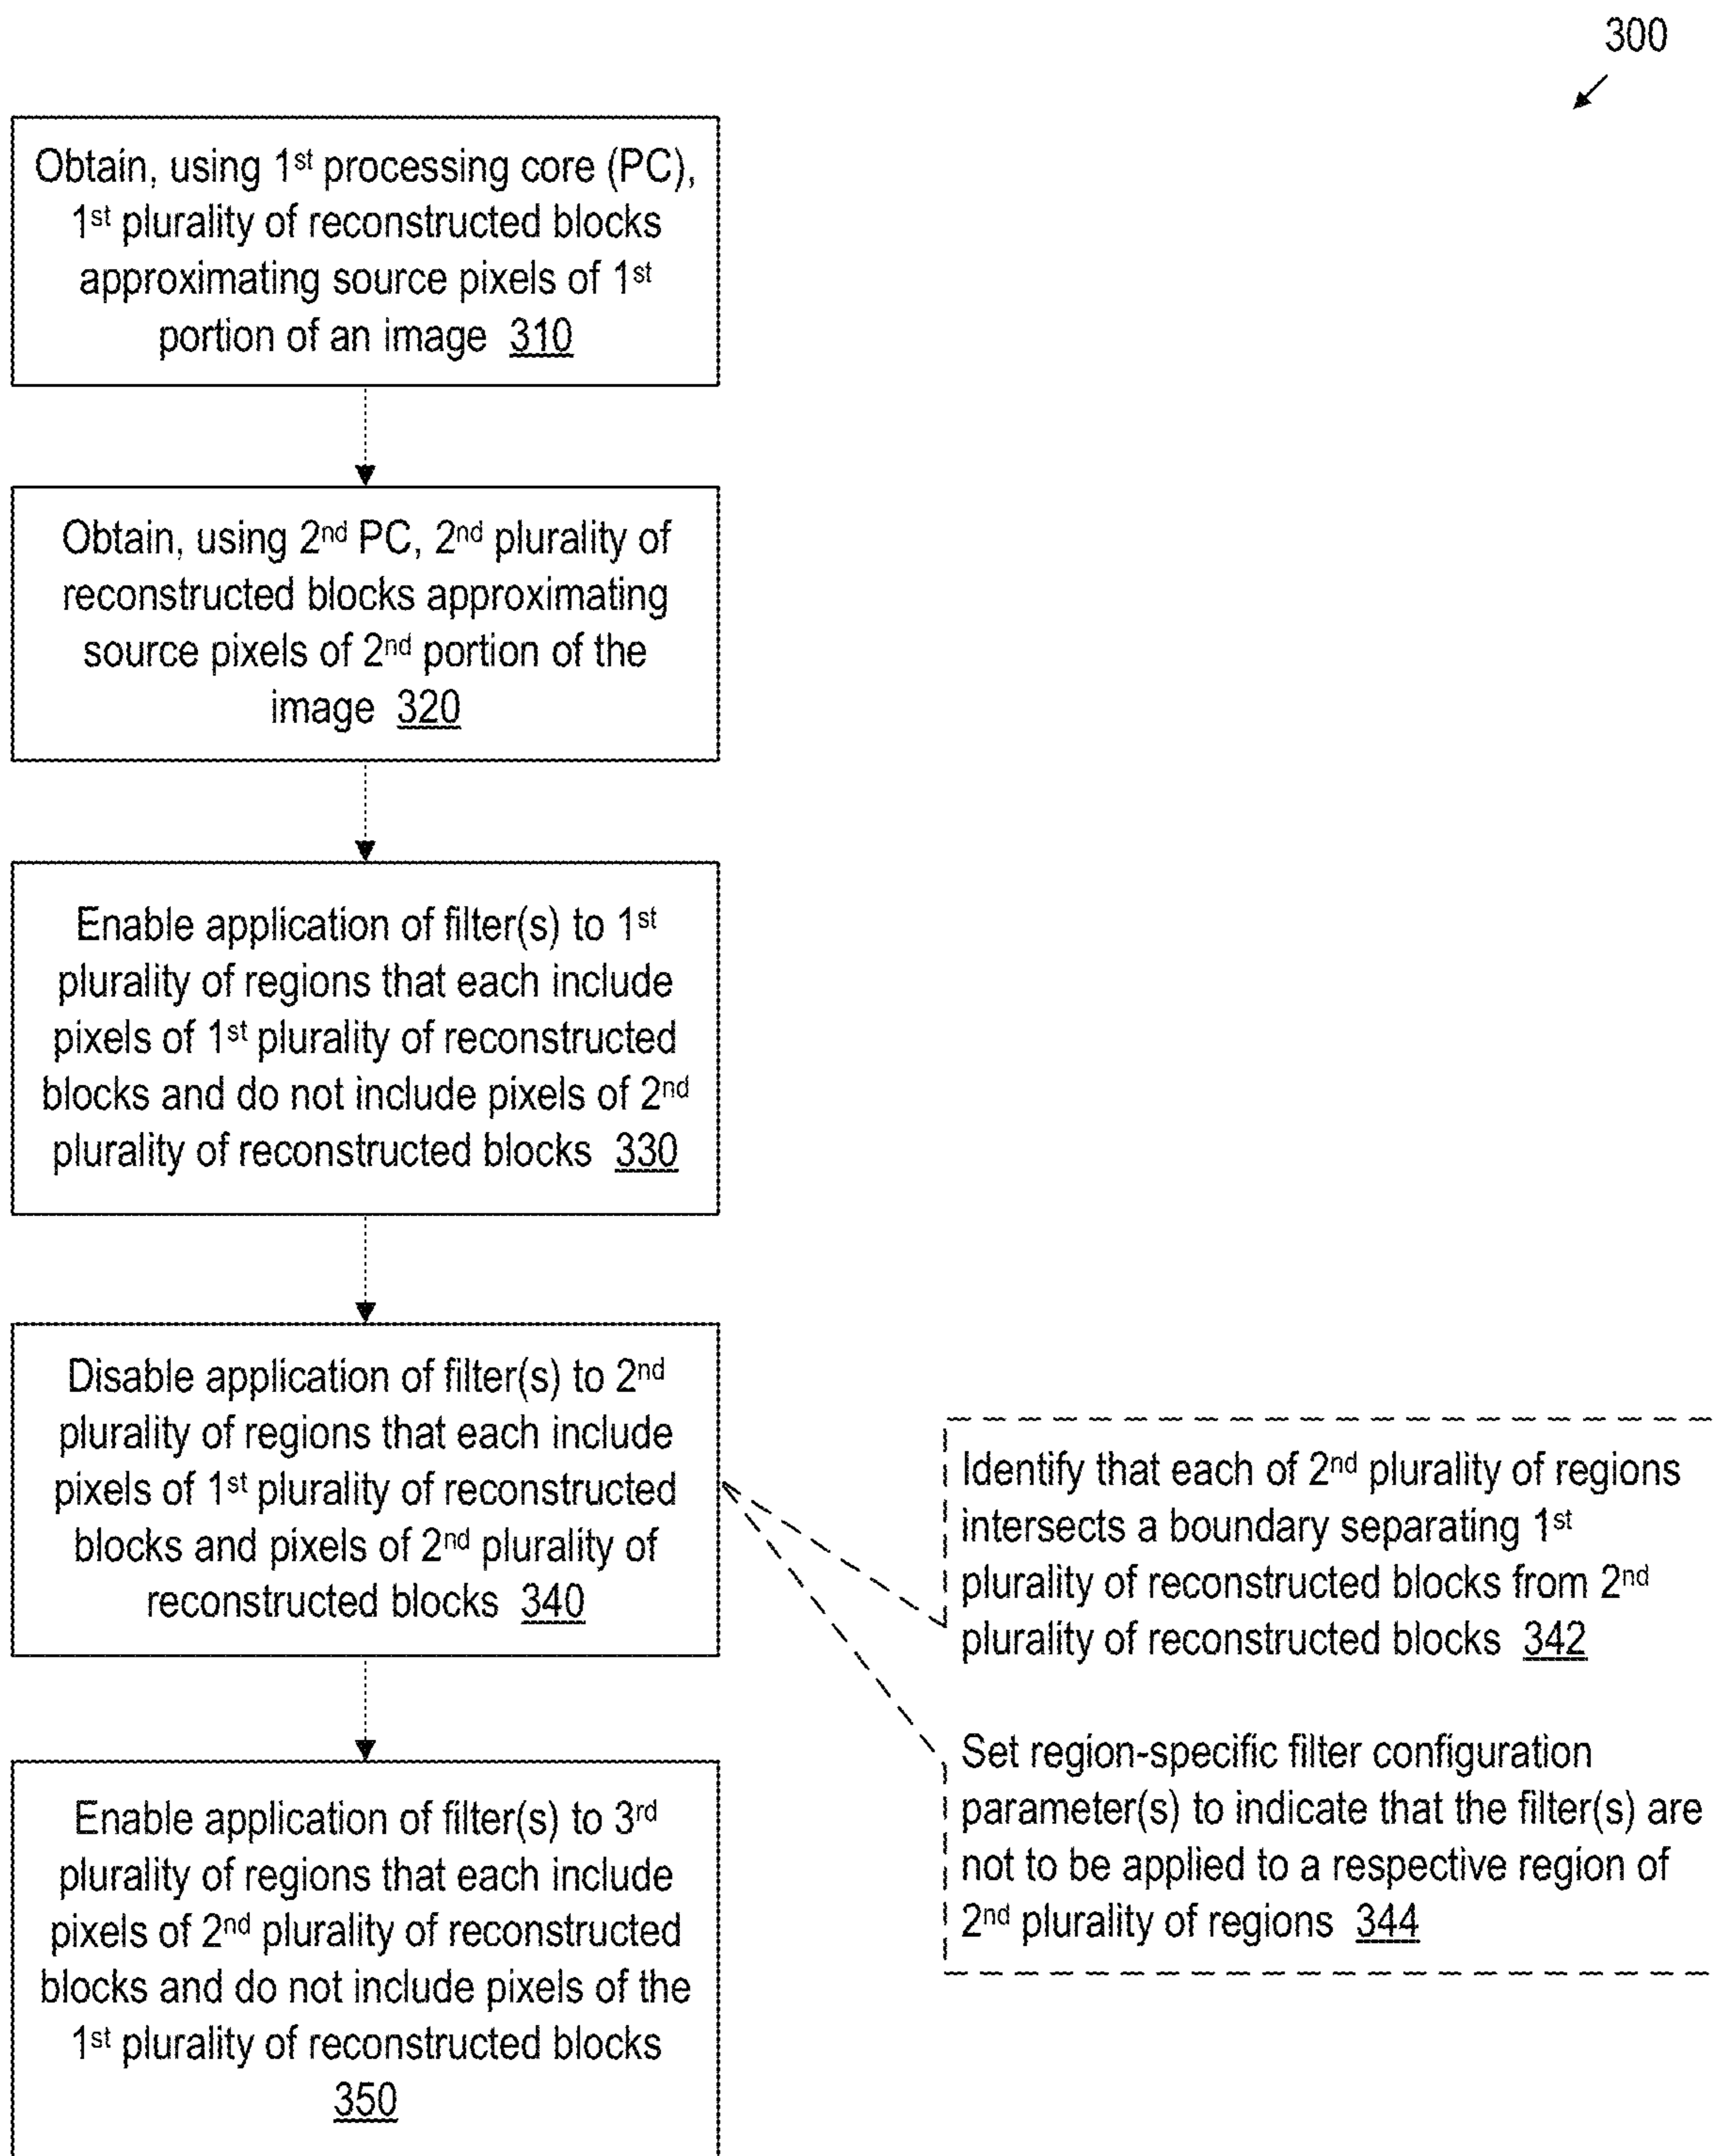 300
Obtain, using 1st processing core (PC),
1st plurality of reconstructed blocks
approximating source pixels of 1st
portion of an image 310
Obtain, using 2nd PC, 2nd plurality of
reconstructed blocks approximating
source pixels of 2nd portion of the
image 320
Enable application of filter(s) to 1st
plurality of regions that each include
pixels of 1st plurality of reconstructed
blocks and do not include pixels of 2nd
plurality of reconstructed blocks 330
Disable application of filter(s) to 2nd
plurality of regions that each include
pixels of 1st plurality of reconstructed
blocks and pixels of 2nd plurality of
reconstructed blocks 340
Identify that each of 2nd plurality of regions
intersects a boundary separating 1st
plurality of reconstructed blocks from 2nd
plurality of reconstructed blocks 342
Set region-specific filter configuration
parameter(s) to indicate that the filter(s) are
not to be applied to a respective region of
2nd plurality of regions 344
Enable application of filter(s) to 3rd
plurality of regions that each include
pixels of 2nd plurality of reconstructed
blocks and do not include pixels of the
1st plurality of reconstructed blocks
350